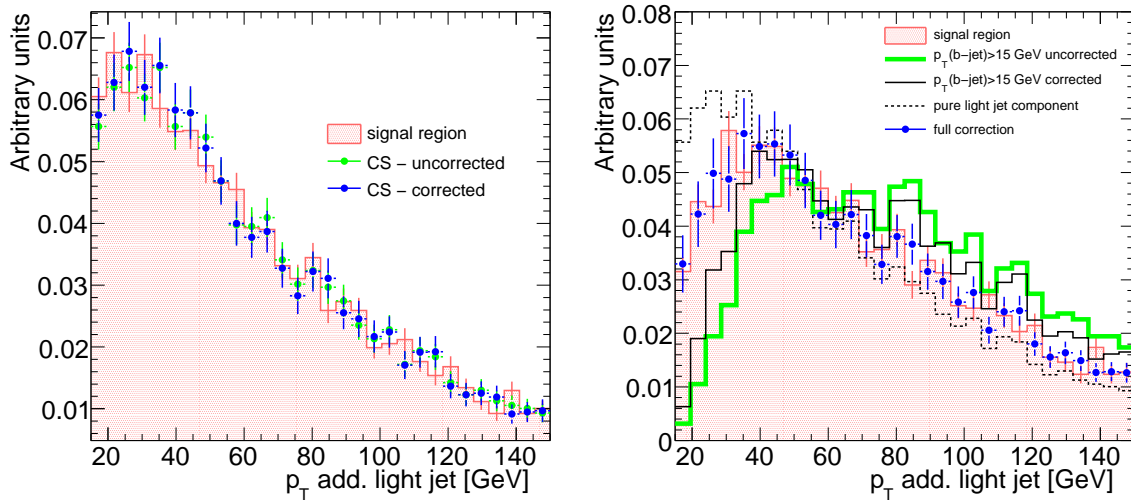 Arbitrary units
0.07
0.06
0.05
0.04
0.03
0.02
0.01
signal region
CS − uncorrected
CS − corrected
20 40 60 80 100 120 140
p_T add. light jet [GeV]
Arbitrary units
0.08
0.07
0.06
0.05
0.04
0.03
0.02
0.01
0
signal region
p_T(b−jet)>15 GeV uncorrected
p_T(b−jet)>15 GeV corrected
pure light jet component
full correction
20 40 60 80 100 120 140
p_T add. light jet [GeV]